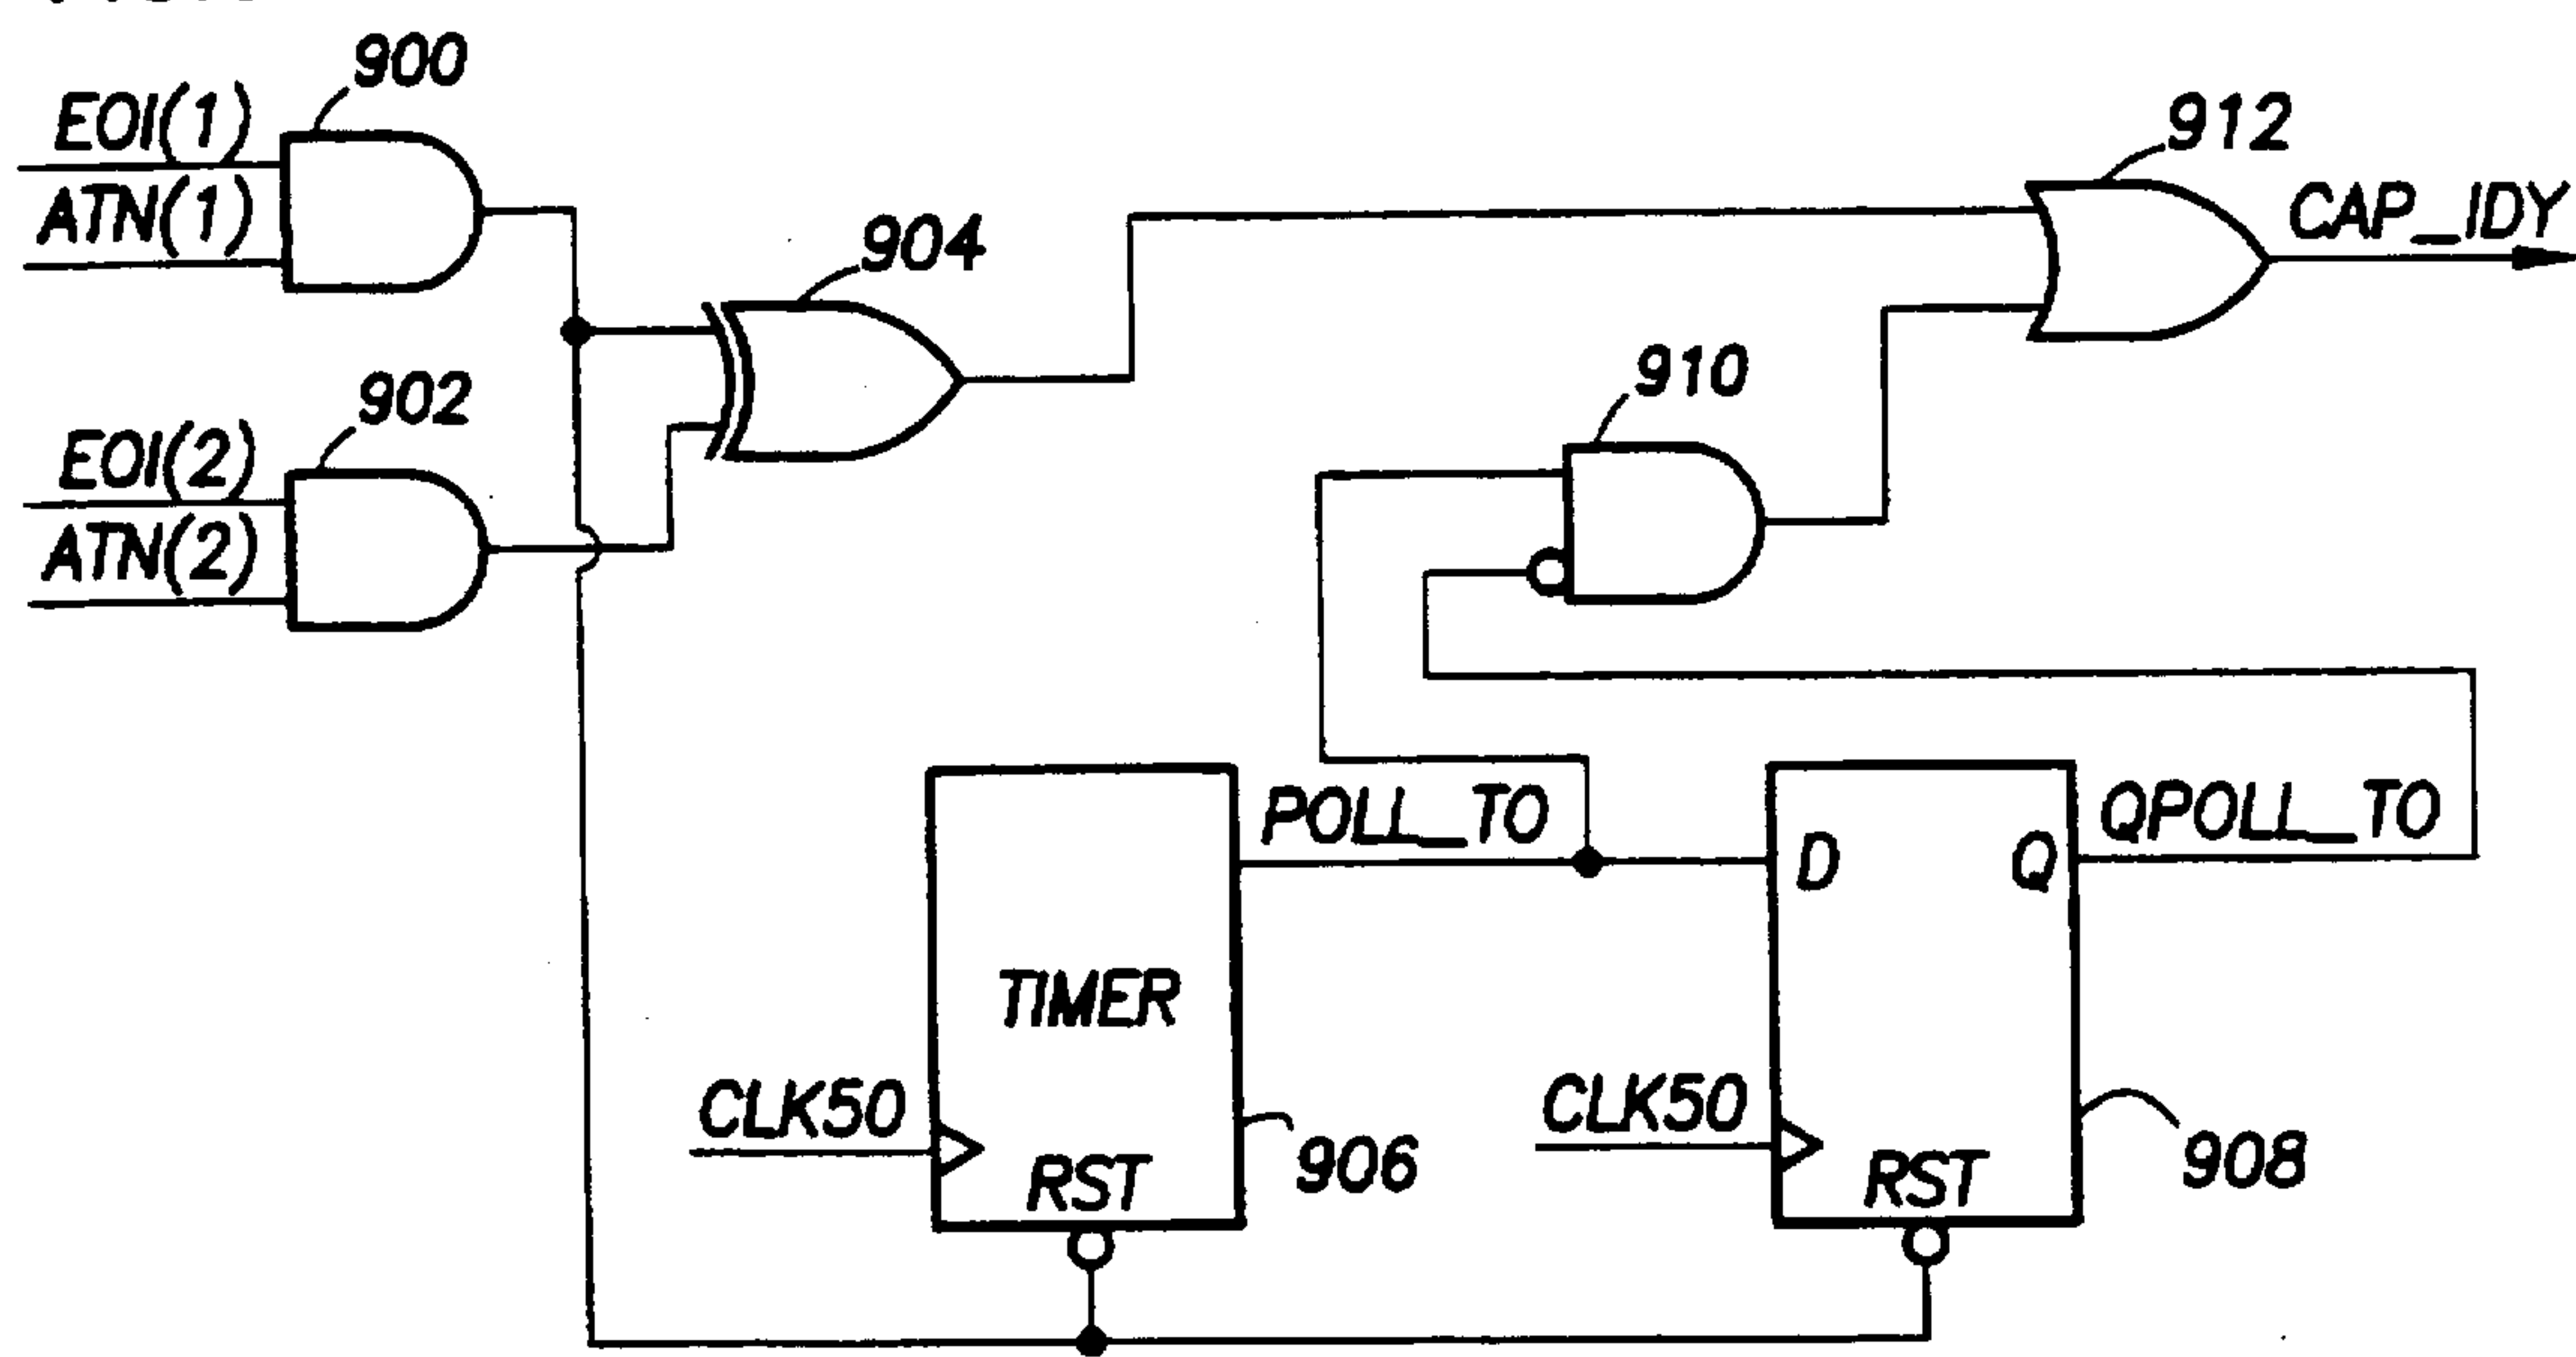 900
EOI(1)
ATN(1)
902
EOI(2)
ATN(2)
904
912
CAP_IDY
910
POLL_TO
QPOLL_TO
TIMER
CLK50
RST
906
D
Q
CLK50
RST
908